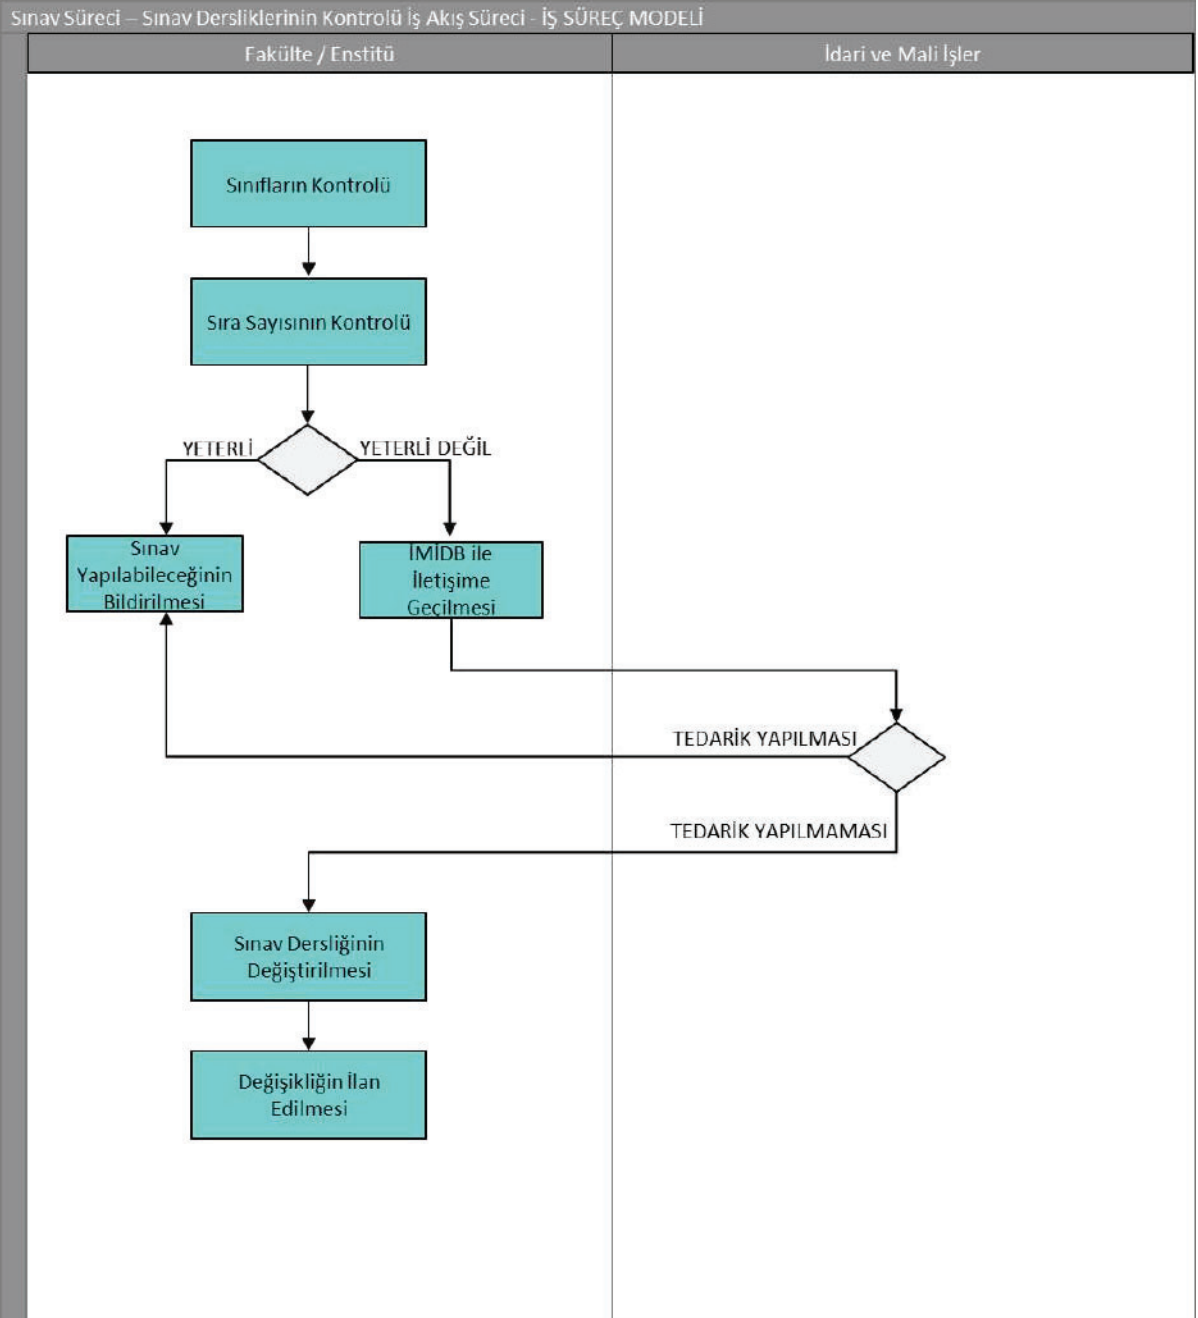 Sınav Süreci – Sınav Dersliklerinin Kontrolü İş Akış Süreci - İŞ SÜREÇ MODELİ
Fakülte / Enstitü
İdari ve Mali İşler
Sınıfların Kontrolü
Sıra Sayısının Kontrolü
YETERLİ
YETERLİ DEĞİL
Sınav
Yapılabileceğinin
Bildirilmesi
İMİDB ile
İletişime
Geçilmesi
TEDARİK YAPILMASI
TEDARİK YAPILMAMASI
Sınav Dersliğinin
Değiştirilmesi
Değişikliğin İlan
Edilmesi